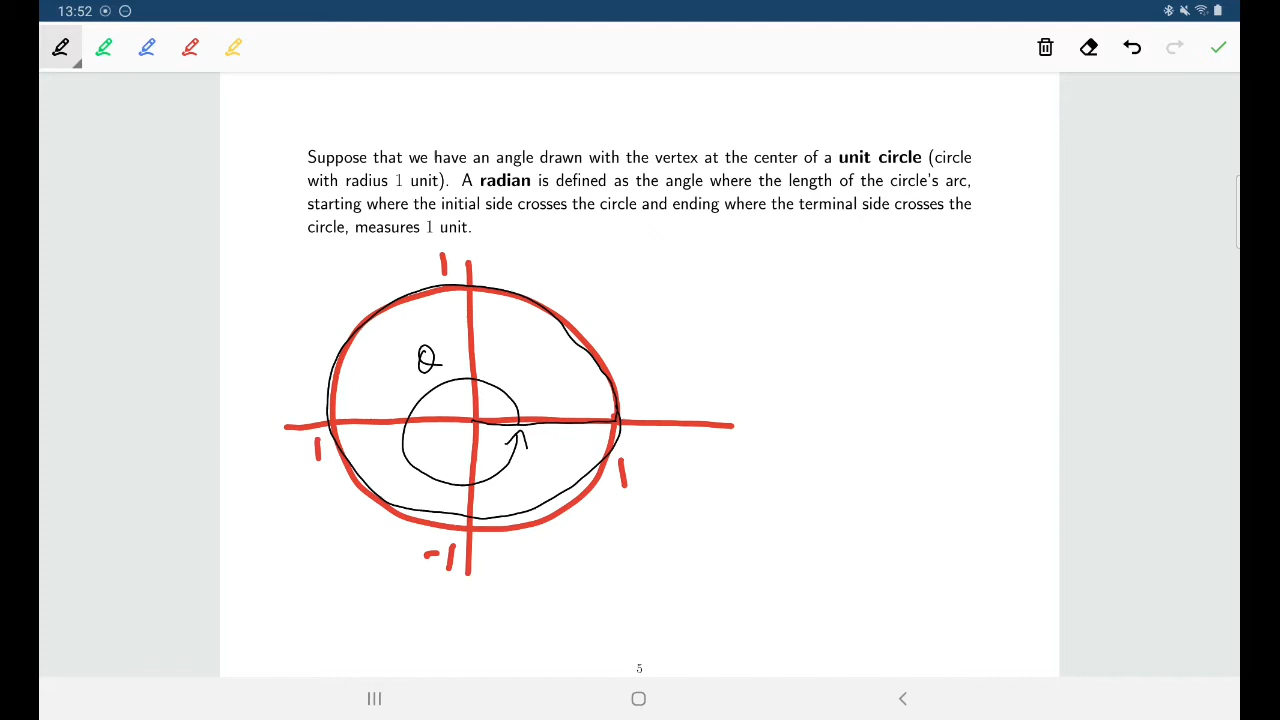 13:52
Suppose that we have an angle drawn with the vertex at the center of a unit circle (circle
with radius 1 unit). A radian is defined as the angle where the length of the circle's arc,
starting where the initial side crosses the circle and ending where the terminal side crosses the
circle, measures 1 unit.
1
θ
1
1
-1
5